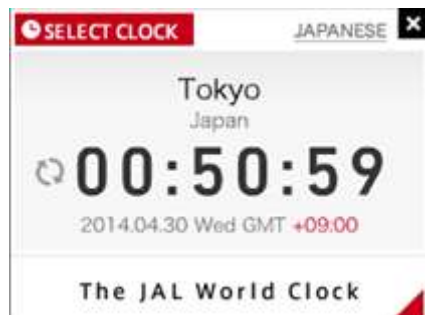 SELECT CLOCK JAPANESE
Tokyo
Japan
00:50:59
2014.04.30 Wed GMT +09:00
The JAL World Clock